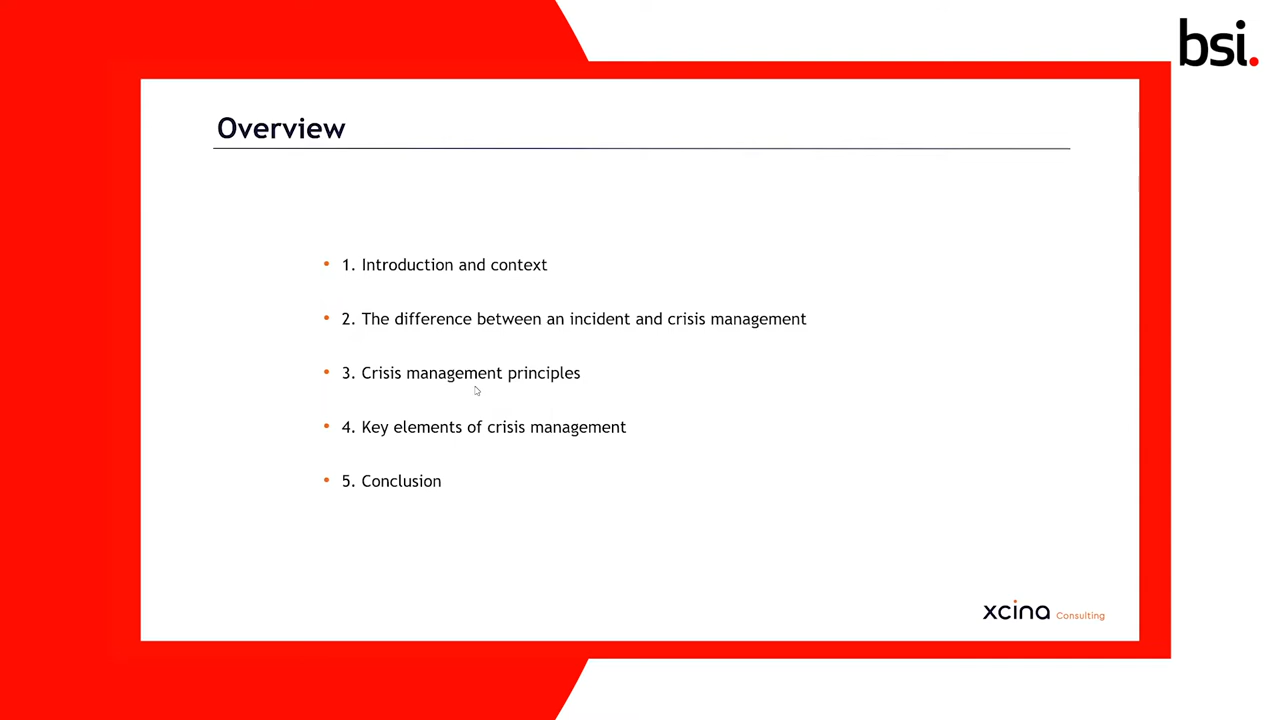 bsi.
Overview
• 1. Introduction and context
• 2. The difference between an incident and crisis management
• 3. Crisis management principles
• 4. Key elements of crisis management
• 5. Conclusion
xcina Consulting